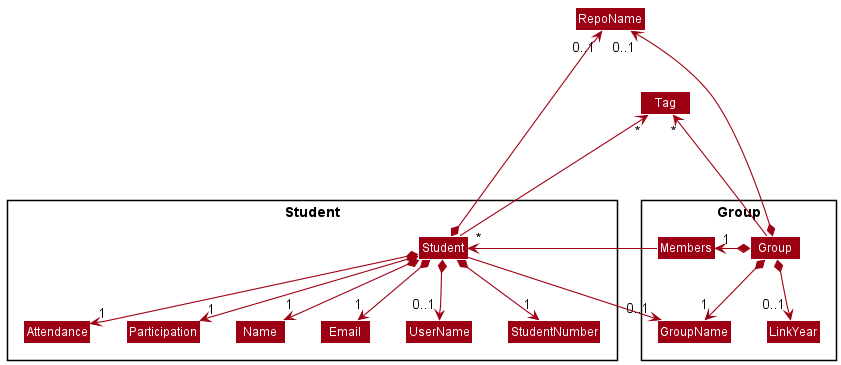 RepoName
0..1
0..1
Tag
*
*
Student
Group
Student
*
Members
1
Group
1
1
1
1
0..1
1
0..1
1
0..1
Attendance
Participation
Name
Email
UserName
StudentNumber
GroupName
LinkYear